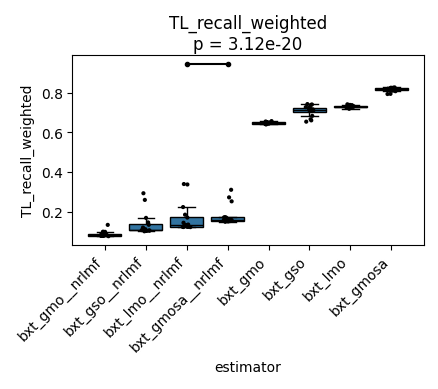 TL_recall_weighted
p = 3.12e-20
TL_recall_weighted
0.8
0.6
0.4
0.2
bxt_gmo__nrlmf
bxt_gso__nrlmf
bxt_lmo__nrlmf
bxt_gmosa__nrlmf
bxt_gmo
bxt_gso
bxt_lmo
bxt_gmosa
estimator